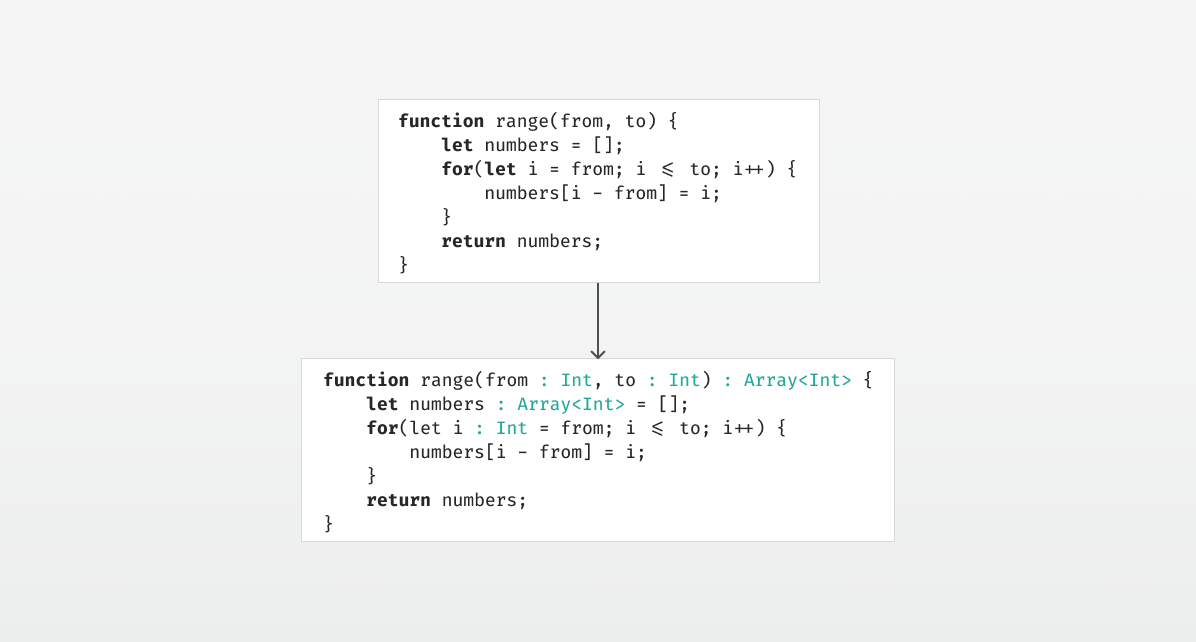 function range(from, to) {
    let numbers = [];
    for(let i = from; i <= to; i++) {
        numbers[i - from] = i;
    }
    return numbers;
}
function range(from : Int, to : Int) : Array<Int> {
    let numbers : Array<Int> = [];
    for(let i : Int = from; i <= to; i++) {
        numbers[i - from] = i;
    }
    return numbers;
}